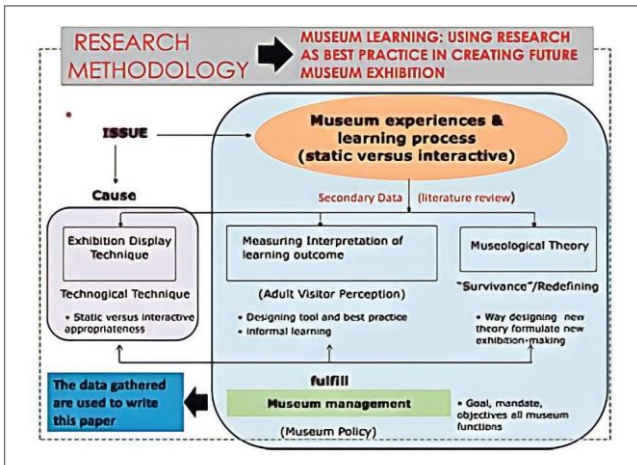 RESEARCH
METHODOLOGY
MUSEUM LEARNING: USING RESEARCH
AS BEST PRACTICE IN CREATING FUTURE
MUSEUM EXHIBITION
ISSUE
Museum experiences &
learning process
(static versus interactive)
Cause
Secondary Data (literature review)
Exhibition Display
Technique
Technogical Technique
• Static versus interactive
appropriateness
Measuring Interpretation of
learning outcome
(Adult Visitor Perception)
• Designing tool and best practice
• Informal learning
Museological Theory
"Survivance"/Redefining
• Way designing new
theory formulate new
exhibition-making
fulfill
The data gathered
are used to write
this paper
Museum management
(Museum Policy)
• Goal, mandate,
objectives all museum
functions